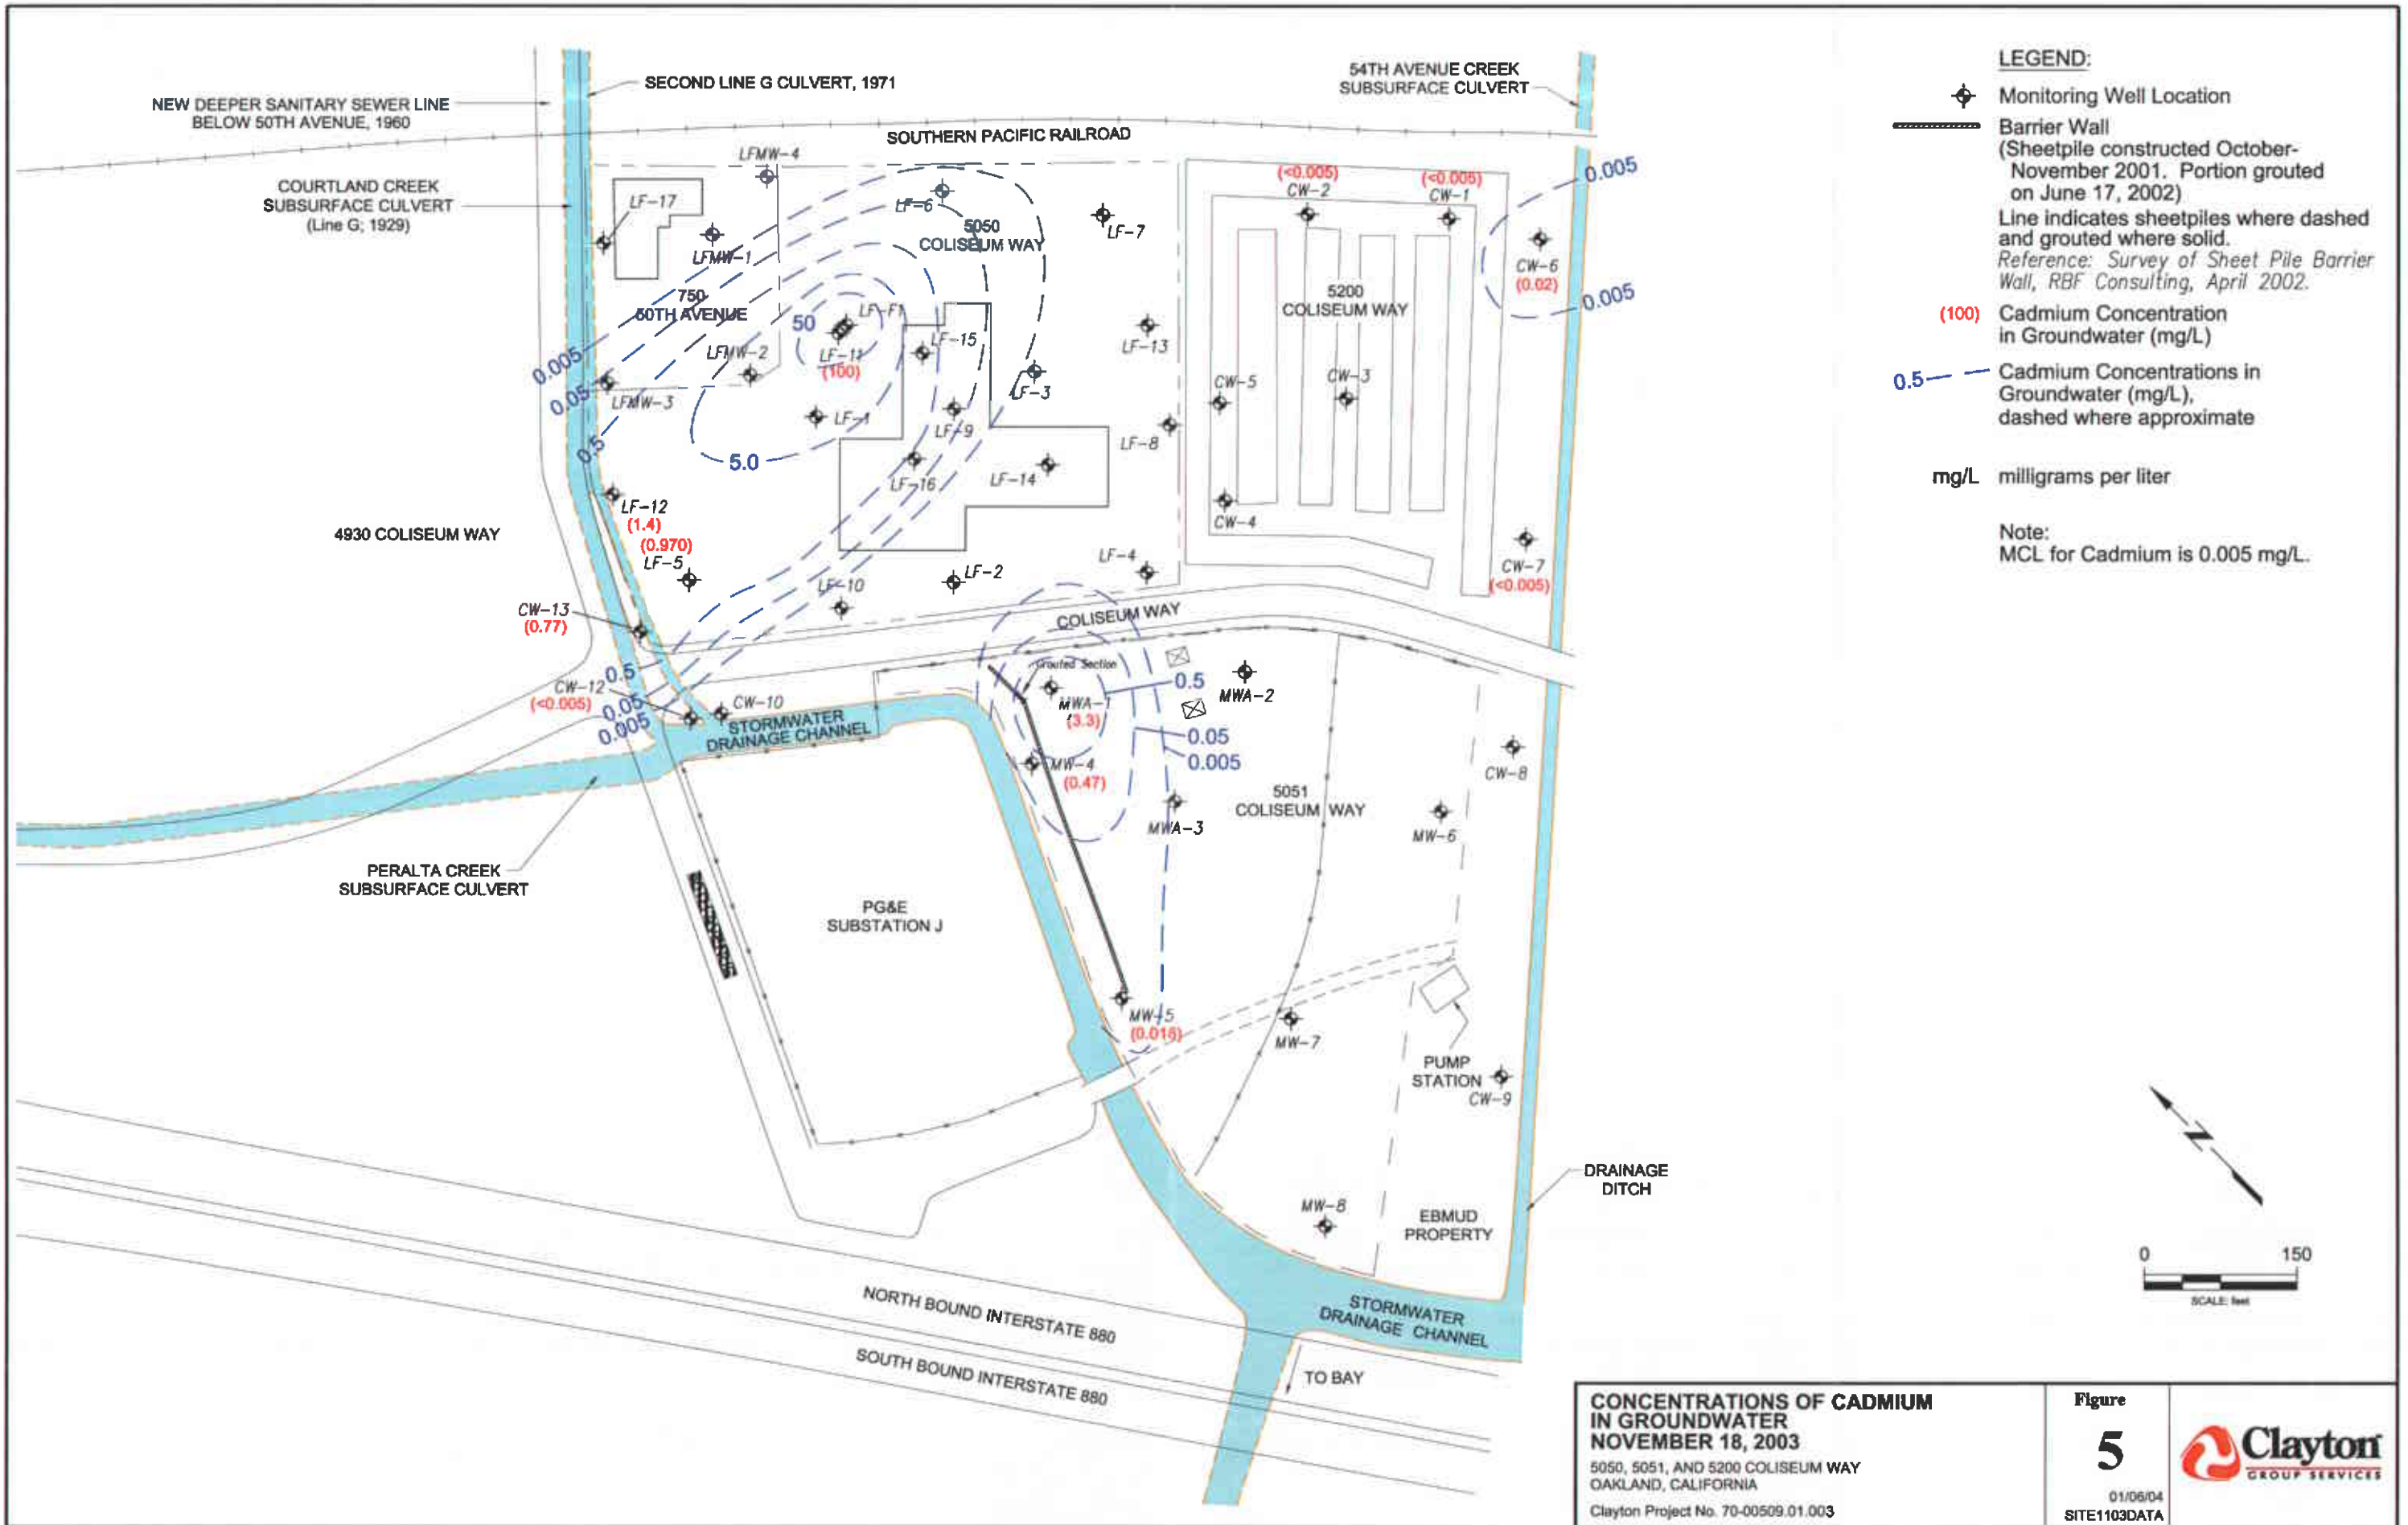 NEW DEEPER SANITARY SEWER LINE
BELOW 50TH AVENUE, 1960
SECOND LINE G CULVERT, 1971
54TH AVENUE CREEK
SUBSURFACE CULVERT
SOUTHERN PACIFIC RAILROAD
COURTLAND CREEK
SUBSURFACE CULVERT
(Line G; 1929)
LFMW-4
LF-17
LFMW-1
LF-6
5050
COLISEUM WAY
LF-7
(<0.005)
CW-2
(<0.005)
CW-1
0.005
CW-6
(0.02)
0.005
750
50TH AVENUE
50
LF-F1
LF-11
(100)
LF-15
LFMW-2
LF-13
5200
COLISEUM WAY
0.005
0.05
LFMW-3
0.5
LF-1
LF-9
LF-3
CW-5
CW-3
LF-8
5.0
LF-16
LF-14
CW-4
LF-12
(1.4)
(0.970)
LF-5
4930 COLISEUM WAY
LF-10
LF-2
LF-4
CW-7
(<0.005)
CW-13
(0.77)
COLISEUM WAY
0.5
CW-12
(<0.005)
0.05
0.005
CW-10
STORMWATER
DRAINAGE CHANNEL
Grouted Section
MWA-1
(3.3)
0.5
MWA-2
0.05
0.005
MW-4
(0.47)
MWA-3
5051
COLISEUM WAY
CW-8
MW-6
PERALTA CREEK
SUBSURFACE CULVERT
PG&E
SUBSTATION J
MW-5
(0.016)
MW-7
PUMP
STATION
CW-9
DRAINAGE
DITCH
MW-8
EBMUD
PROPERTY
NORTH BOUND INTERSTATE 880
SOUTH BOUND INTERSTATE 880
STORMWATER
DRAINAGE CHANNEL
TO BAY
LEGEND:
Monitoring Well Location
Barrier Wall
(Sheetpile constructed October-
November 2001. Portion grouted
on June 17, 2002)
Line indicates sheetpiles where dashed
and grouted where solid.
Reference: Survey of Sheet Pile Barrier
Wall, RBF Consulting, April 2002.
(100) Cadmium Concentration
in Groundwater (mg/L)
0.5 Cadmium Concentrations in
Groundwater (mg/L),
dashed where approximate
mg/L milligrams per liter
Note:
MCL for Cadmium is 0.005 mg/L.
N
0 150
SCALE: feet
CONCENTRATIONS OF CADMIUM
IN GROUNDWATER
NOVEMBER 18, 2003
5050, 5051, AND 5200 COLISEUM WAY
OAKLAND, CALIFORNIA
Clayton Project No. 70-00509.01.003
Figure
5
01/06/04
SITE1103DATA
Clayton
GROUP SERVICES